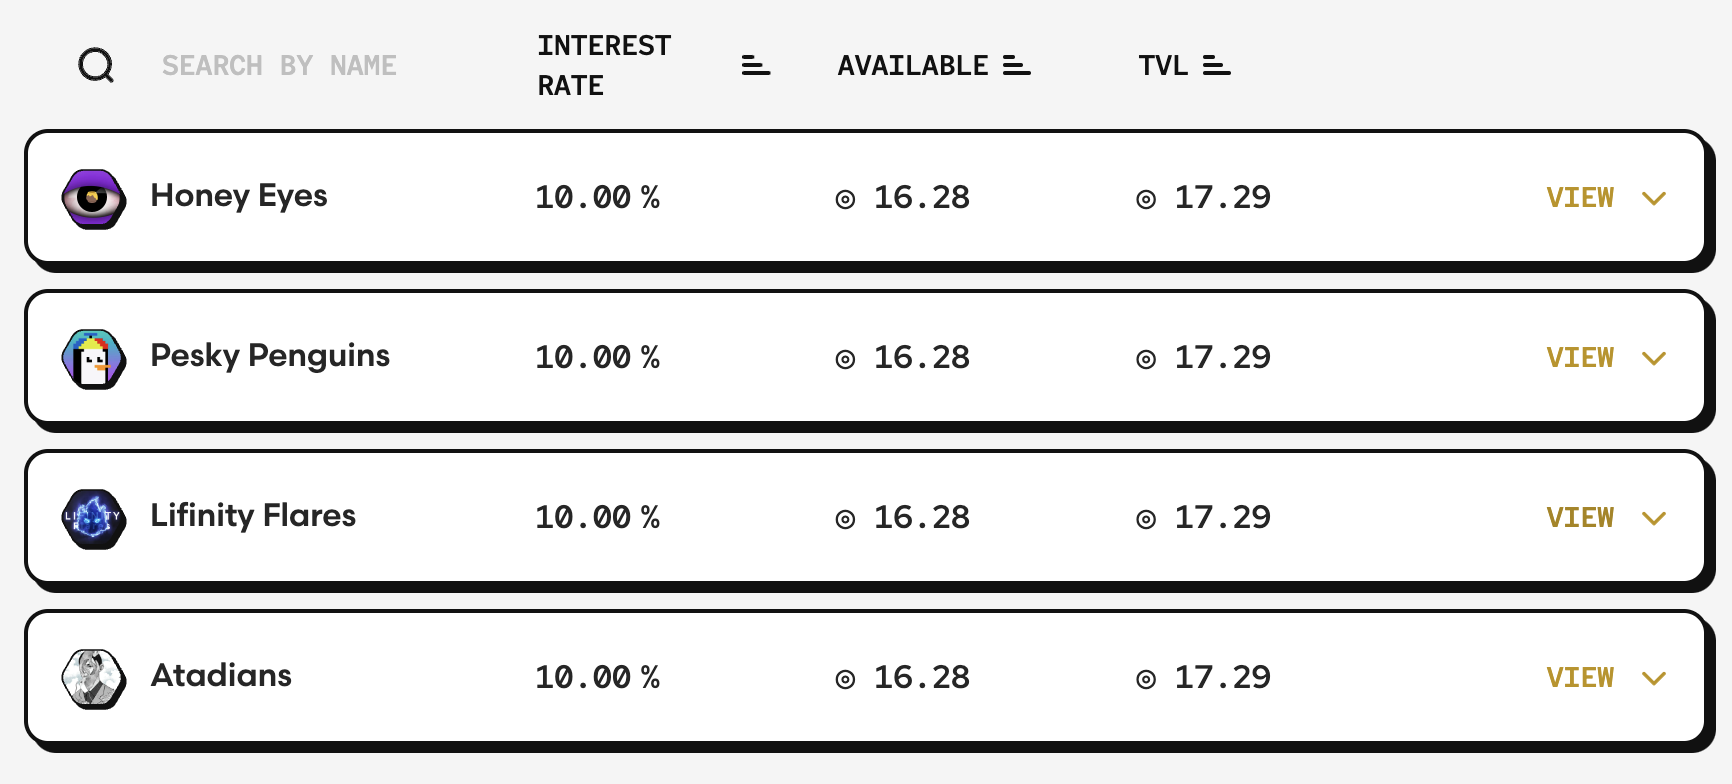 SEARCH BY NAME
INTEREST
RATE
AVAILABLE
TVL
Honey Eyes 10.00 % ◎ 16.28 ◎ 17.29 VIEW
Pesky Penguins 10.00 % ◎ 16.28 ◎ 17.29 VIEW
Lifinity Flares 10.00 % ◎ 16.28 ◎ 17.29 VIEW
Atadians 10.00 % ◎ 16.28 ◎ 17.29 VIEW